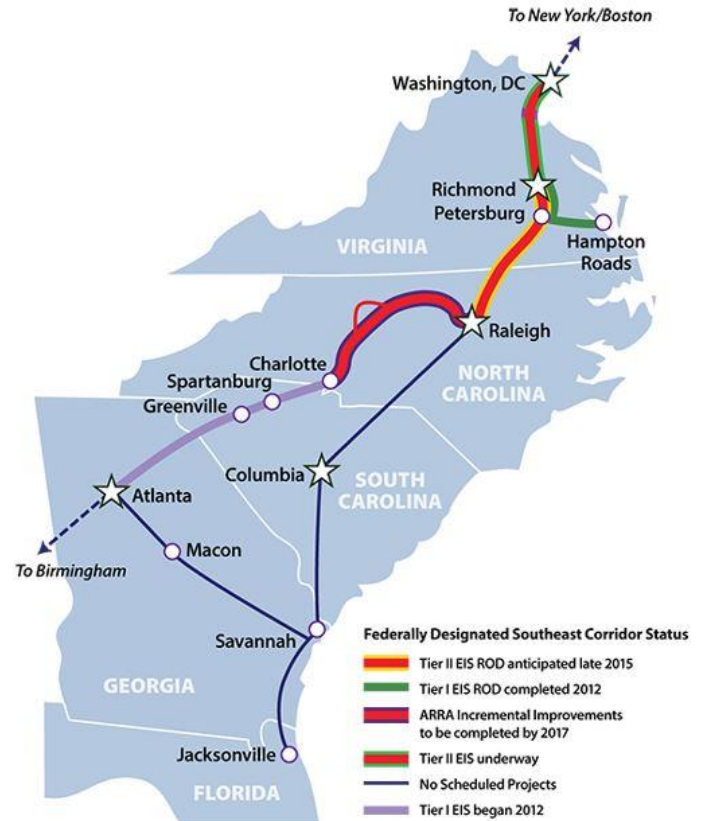 To New York/Boston
Washington, DC
Richmond
Petersburg
Hampton
Roads
VIRGINIA
Raleigh
Charlotte
Spartanburg
Greenville
NORTH
CAROLINA
Columbia
SOUTH
CAROLINA
Atlanta
Macon
To Birmingham
Savannah
GEORGIA
Jacksonville
FLORIDA
Federally Designated Southeast Corridor Status
Tier II EIS ROD anticipated late 2015
Tier I EIS ROD completed 2012
ARRA Incremental Improvements
to be completed by 2017
Tier II EIS underway
No Scheduled Projects
Tier I EIS began 2012